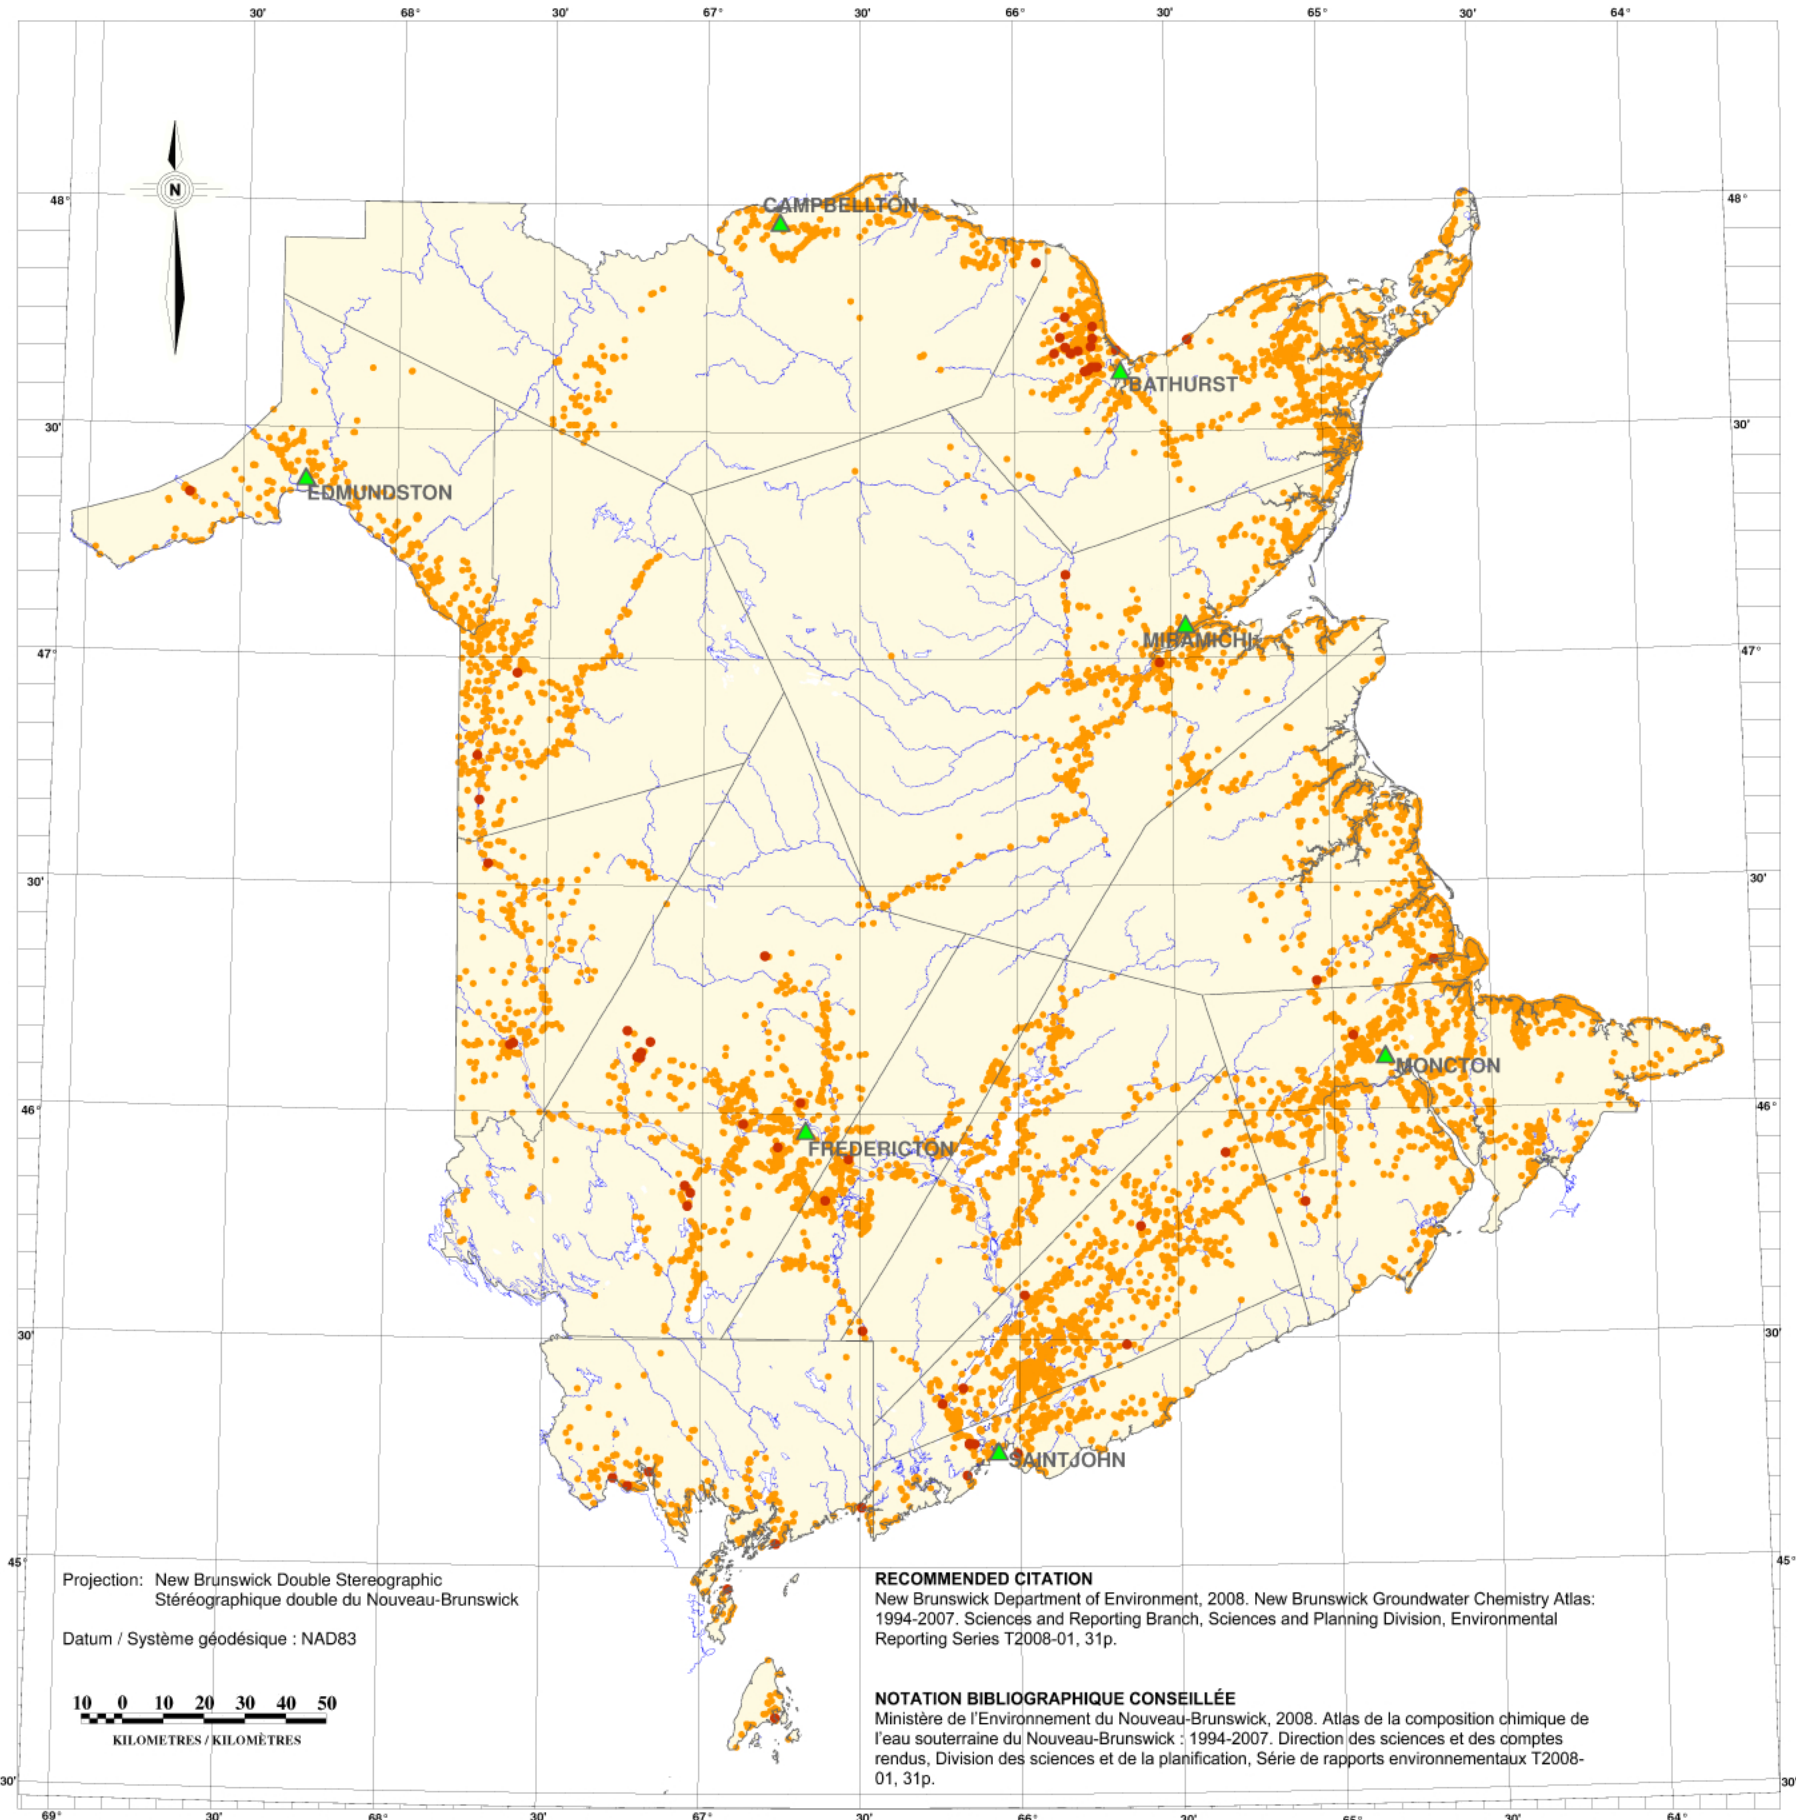 30' 68° 30' 67° 30' 66° 30' 65° 30' 64°
N
48° 48°
CAMPBELLTON
BATHURST
30' 30'
EDMUNDSTON
MIRAMICHI
47° 47°
30' 30'
MONCTON
46° 46°
FREDERICTON
30' 30'
SAINT JOHN
45° 45°
Projection: New Brunswick Double Stereographic
Stéréographique double du Nouveau-Brunswick
Datum / Système géodésique : NAD83
10 0 10 20 30 40 50
KILOMETRES / KILOMÈTRES
RECOMMENDED CITATION
New Brunswick Department of Environment, 2008. New Brunswick Groundwater Chemistry Atlas:
1994-2007. Sciences and Reporting Branch, Sciences and Planning Division, Environmental
Reporting Series T2008-01, 31p.
NOTATION BIBLIOGRAPHIQUE CONSEILLÉE
Ministère de l'Environnement du Nouveau-Brunswick, 2008. Atlas de la composition chimique de
l'eau souterraine du Nouveau-Brunswick : 1994-2007. Direction des sciences et des comptes
rendus, Division des sciences et de la planification, Série de rapports environnementaux T2008-
01, 31p.
30' 30'
69° 30' 68° 30' 67° 30' 66° 30' 65° 30'